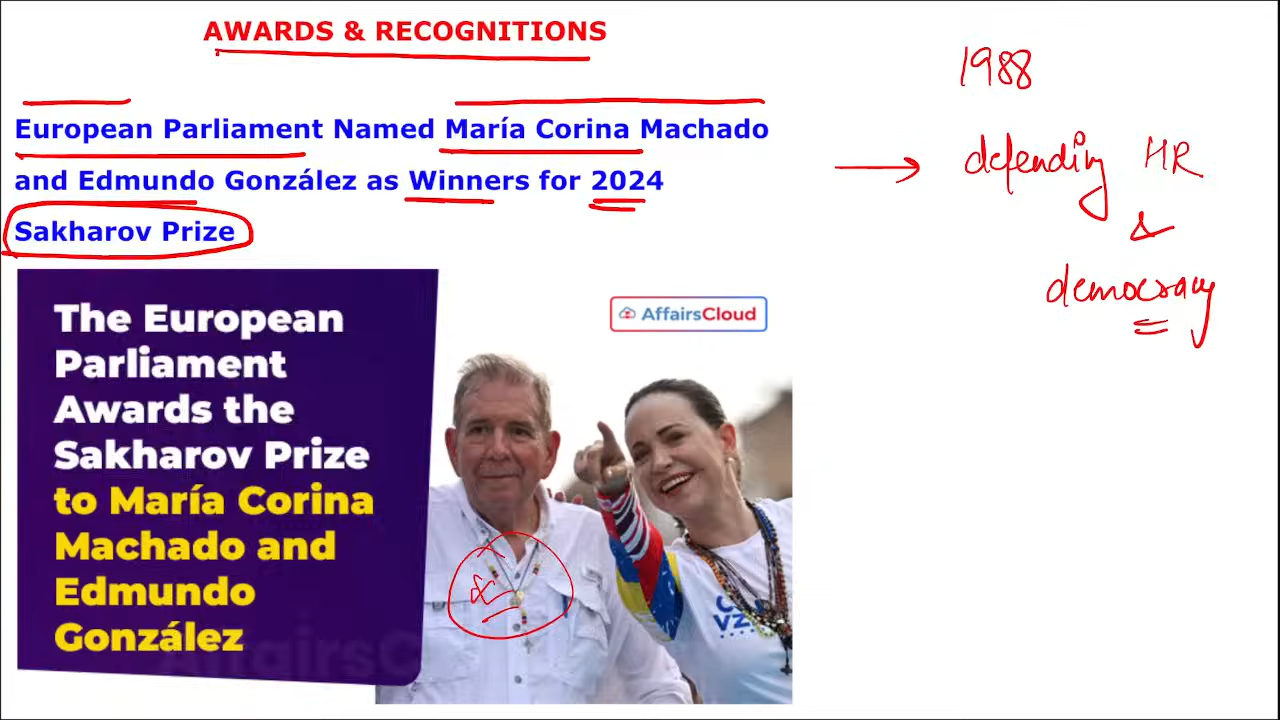 AWARDS & RECOGNITIONS
1988
European Parliament Named María Corina Machado
and Edmundo González as Winners for 2024
Sakharov Prize
defending HR
&
democracy
The European
Parliament
Awards the
Sakharov Prize
to María Corina
Machado and
Edmundo
González
AffairsCloud